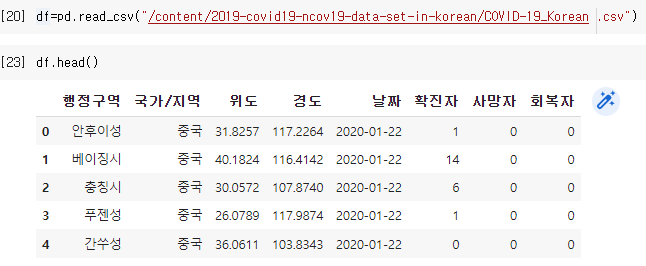 [20] df=pd.read_csv("/content/2019-covid19-ncov19-data-set-in-korean/COVID-19_Korean .csv")
[23] df.head()
행정구역 국가/지역 위도 경도 날짜 확진자 사망자 회복자
0 안후이성 중국 31.8257 117.2264 2020-01-22 1 0 0
1 베이징시 중국 40.1824 116.4142 2020-01-22 14 0 0
2 충칭시 중국 30.0572 107.8740 2020-01-22 6 0 0
3 푸젠성 중국 26.0789 117.9874 2020-01-22 1 0 0
4 간쑤성 중국 36.0611 103.8343 2020-01-22 0 0 0